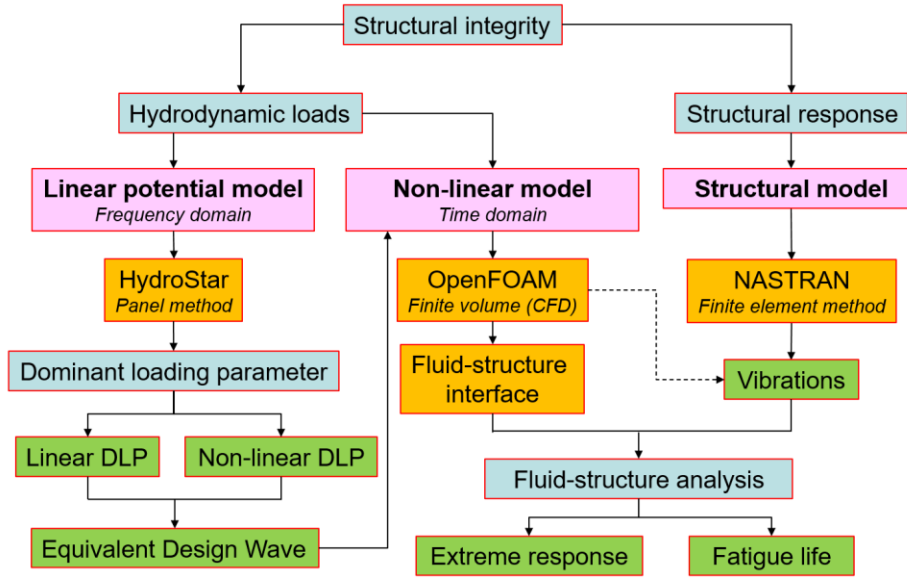 Structural integrity
Hydrodynamic loads
Structural response
Linear potential model
Frequency domain
Non-linear model
Time domain
Structural model
HydroStar
Panel method
OpenFOAM
Finite volume (CFD)
NASTRAN
Finite element method
Dominant loading parameter
Fluid-structure
interface
Vibrations
Linear DLP
Non-linear DLP
Fluid-structure analysis
Equivalent Design Wave
Extreme response
Fatigue life